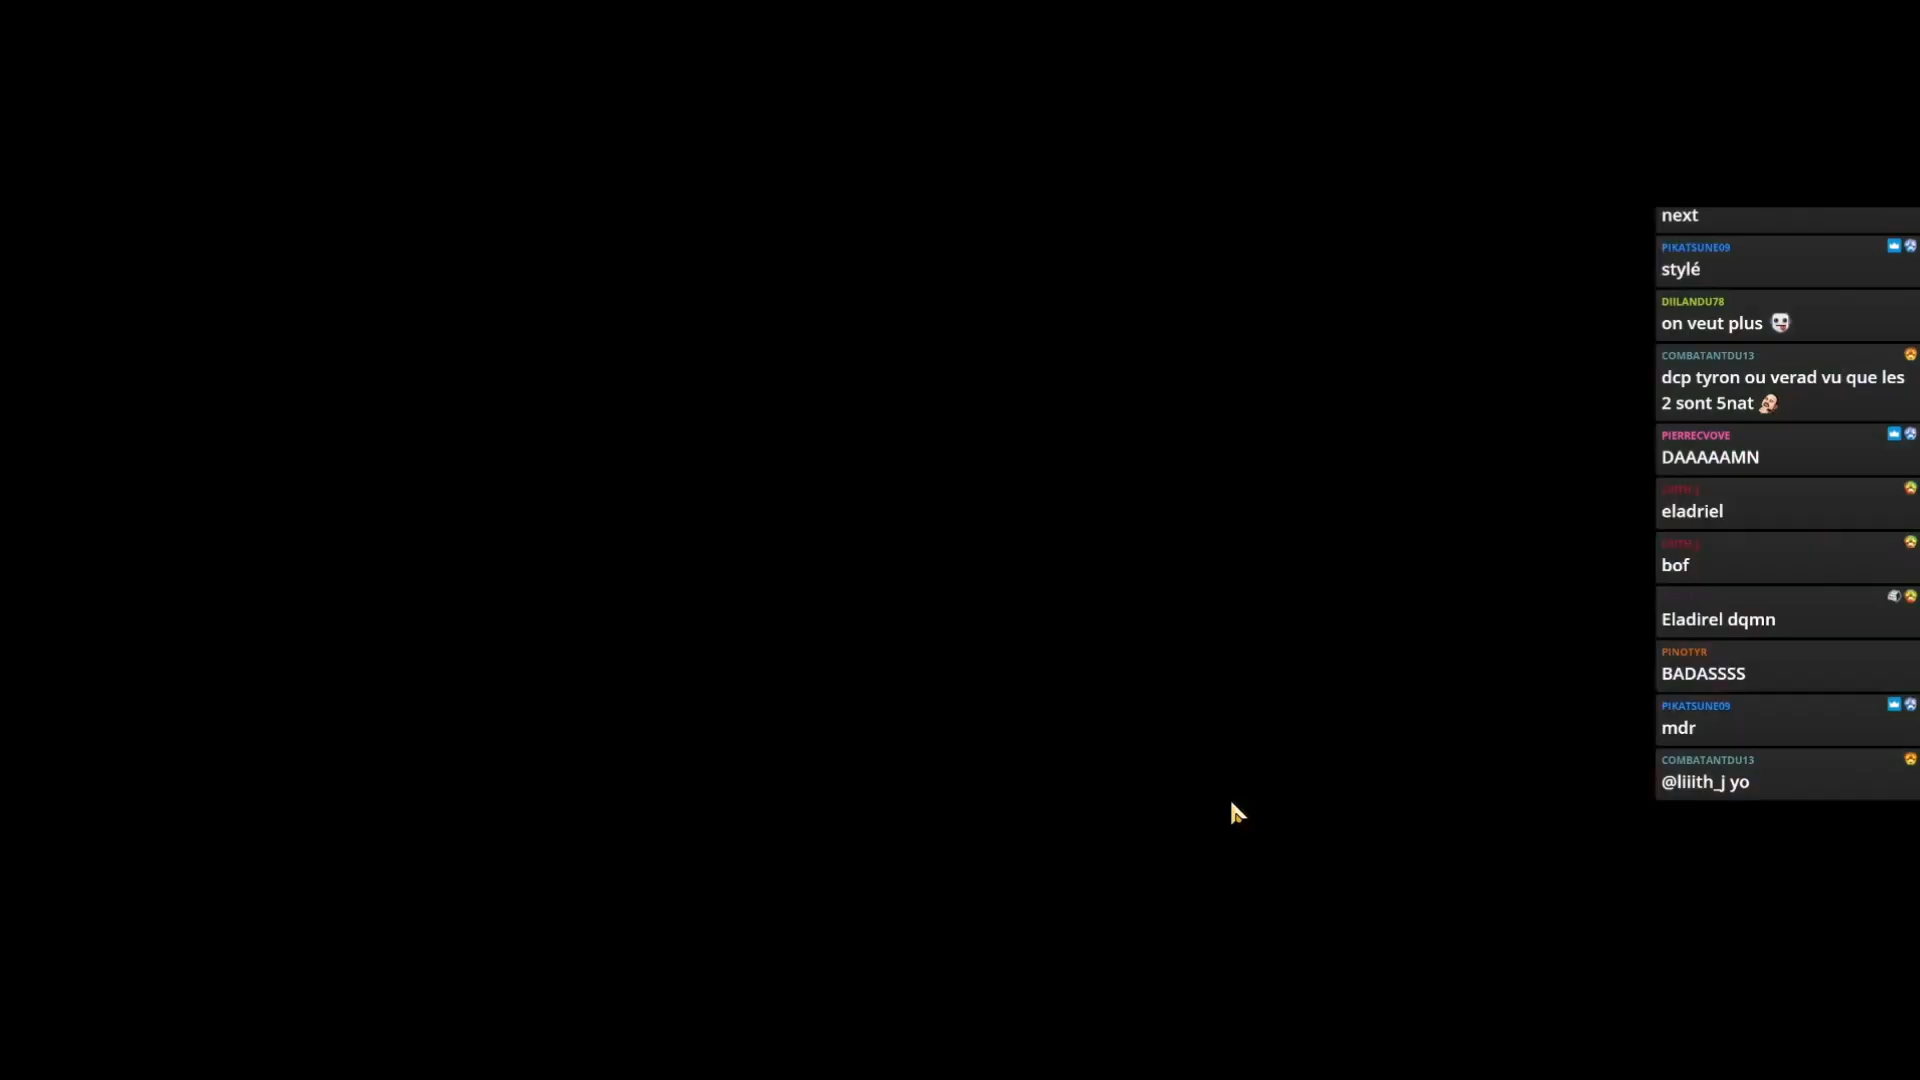 next
PIKATSUNE09
stylé
DIILANDU78
on veut plus
COMBATANTDU13
dcp tyron ou verad vu que les
2 sont 5nat
PIERRECVOVE
DAAAAAMN
eladriel
bof
Eladirel dqmn
PINOTYR
BADASSSS
PIKATSUNE09
mdr
COMBATANTDU13
@liiith_j yo